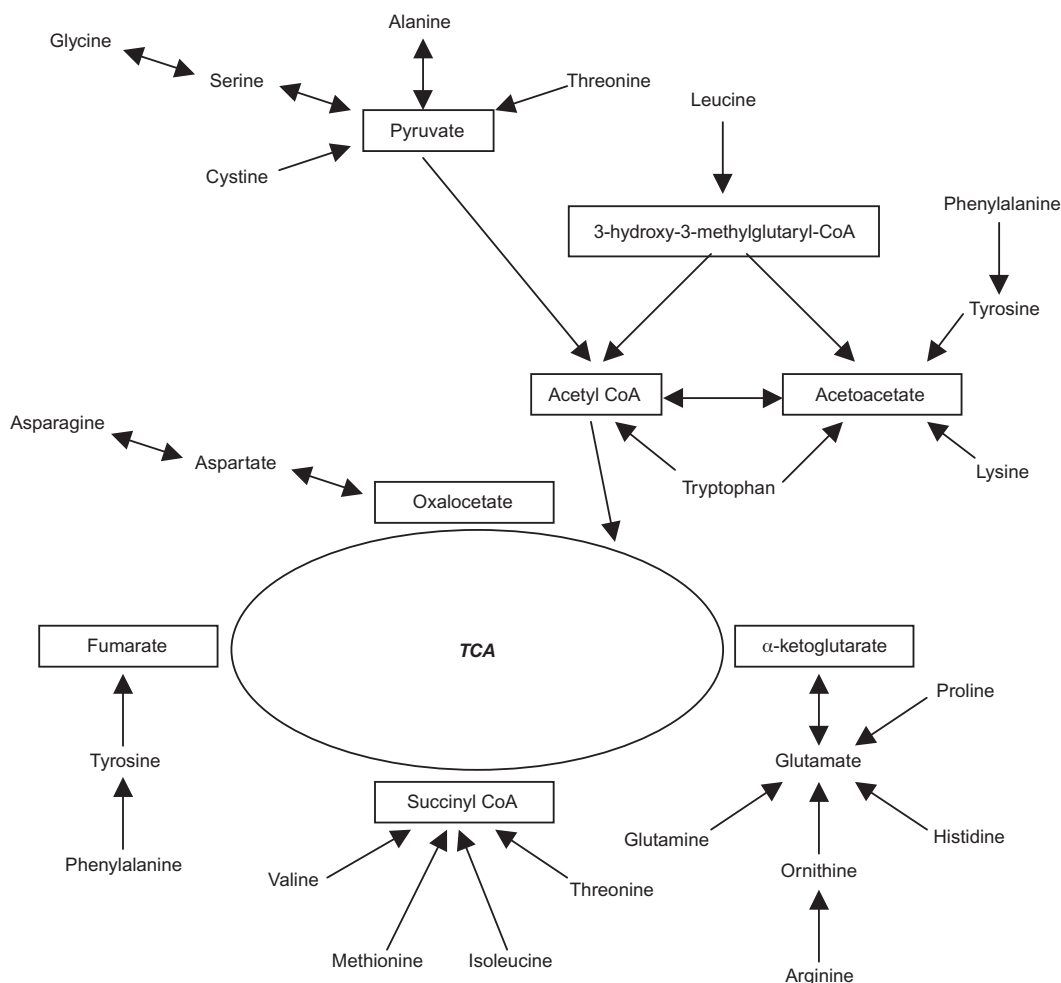 Alanine
Glycine
Serine
Threonine
Leucine
Pyruvate
Cystine
Phenylalanine
3-hydroxy-3-methylglutaryl-CoA
Tyrosine
Acetyl CoA
Acetoacetate
Asparagine
Aspartate
Tryptophan
Lysine
Oxalocetate
Fumarate
TCA
α-ketoglutarate
Proline
Tyrosine
Glutamate
Succinyl CoA
Glutamine
Histidine
Phenylalanine
Valine
Threonine
Ornithine
Methionine
Isoleucine
Arginine